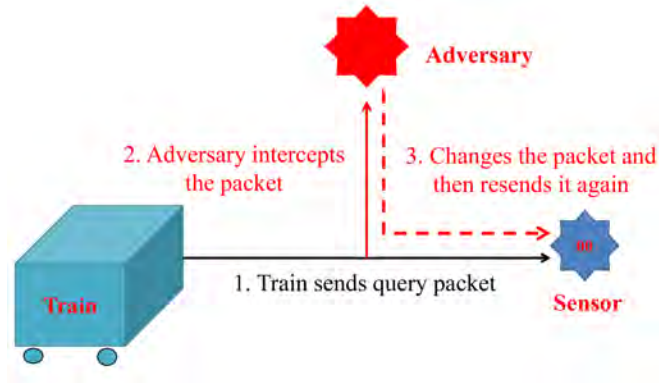 Adversary
2. Adversary intercepts
the packet
3. Changes the packet and
then resends it again
Train
1. Train sends query packet
Sensor